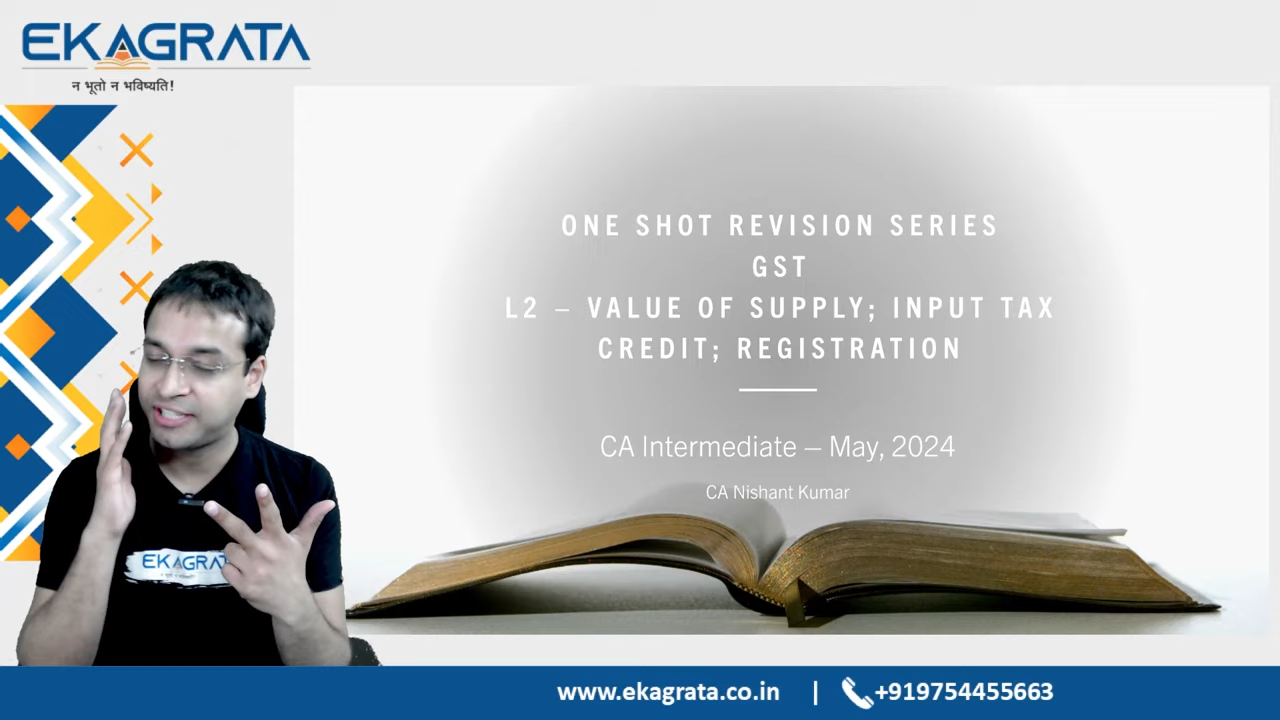 EKAGRATA
न भूतो न भविष्यति!
ONE SHOT REVISION SERIES
GST
L2 – VALUE OF SUPPLY; INPUT TAX
CREDIT; REGISTRATION
CA Intermediate – May, 2024
CA Nishant Kumar
EKAGRAT
www.ekagrata.co.in | +919754455663